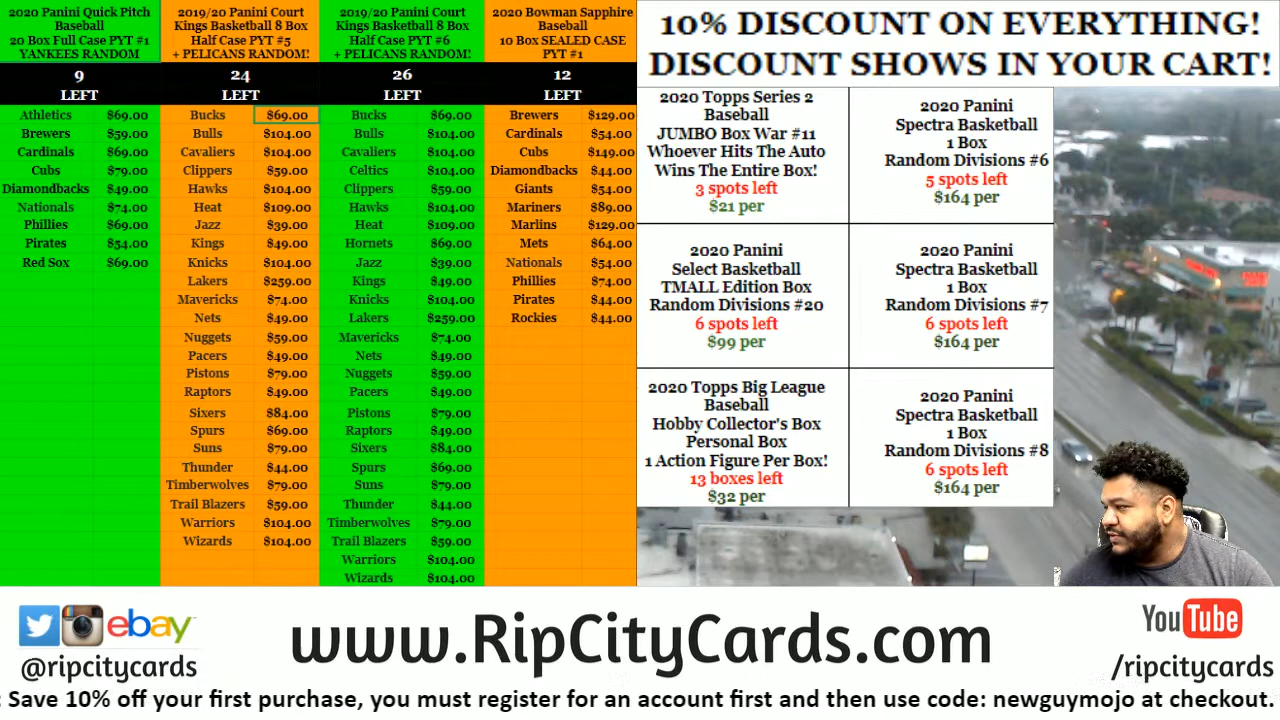 2020 Panini Quick Pitch
Baseball
20 Box Full Case PYT #1
YANKEES RANDOM
9
LEFT
Athletics $69.00
Brewers $59.00
Cardinals $69.00
Cubs $79.00
Diamondbacks $49.00
Nationals $74.00
Phillies $69.00
Pirates $54.00
Red Sox $69.00
2019/20 Panini Court
Kings Basketball 8 Box
Half Case PYT #5
+ PELICANS RANDOM!
24
LEFT
Bucks $69.00
Bulls $104.00
Cavaliers $104.00
Clippers $59.00
Hawks $104.00
Heat $109.00
Jazz $39.00
Kings $49.00
Knicks $104.00
Lakers $259.00
Mavericks $74.00
Nets $49.00
Nuggets $59.00
Pacers $49.00
Pistons $79.00
Raptors $49.00
Sixers $84.00
Spurs $69.00
Suns $79.00
Thunder $44.00
Timberwolves $79.00
Trail Blazers $59.00
Warriors $104.00
Wizards $104.00
2019/20 Panini Court
Kings Basketball 8 Box
Half Case PYT #6
+ PELICANS RANDOM!
26
LEFT
Bucks $69.00
Bulls $104.00
Cavaliers $104.00
Celtics $104.00
Clippers $59.00
Hawks $104.00
Heat $109.00
Hornets $69.00
Jazz $39.00
Kings $49.00
Knicks $104.00
Lakers $259.00
Mavericks $74.00
Nets $49.00
Nuggets $59.00
Pacers $49.00
Pistons $79.00
Raptors $49.00
Sixers $84.00
Spurs $69.00
Suns $79.00
Thunder $44.00
Timberwolves $79.00
Trail Blazers $59.00
Warriors $104.00
Wizards $104.00
2020 Bowman Sapphire
Baseball
10 Box SEALED CASE
PYT #1
12
LEFT
Brewers $129.00
Cardinals $54.00
Cubs $149.00
Diamondbacks $44.00
Giants $54.00
Mariners $89.00
Marlins $129.00
Mets $64.00
Nationals $54.00
Phillies $74.00
Pirates $44.00
Rockies $44.00
10% DISCOUNT ON EVERYTHING!
DISCOUNT SHOWS IN YOUR CART!
2020 Topps Series 2
Baseball
JUMBO Box War #11
Whoever Hits The Auto
Wins The Entire Box!
3 spots left
$21 per
2020 Panini
Spectra Basketball
1 Box
Random Divisions #6
5 spots left
$164 per
2020 Panini
Select Basketball
TMALL Edition Box
Random Divisions #20
6 spots left
$99 per
2020 Panini
Spectra Basketball
1 Box
Random Divisions #7
6 spots left
$164 per
2020 Topps Big League
Baseball
Hobby Collector's Box
Personal Box
1 Action Figure Per Box!
13 boxes left
$32 per
2020 Panini
Spectra Basketball
1 Box
Random Divisions #8
6 spots left
$164 per
ebay
@ripcitycards
www.RipCityCards.com
YouTube
/ripcitycards
: Save 10% off your first purchase, you must register for an account first and then use code: newguymojo at checkout.